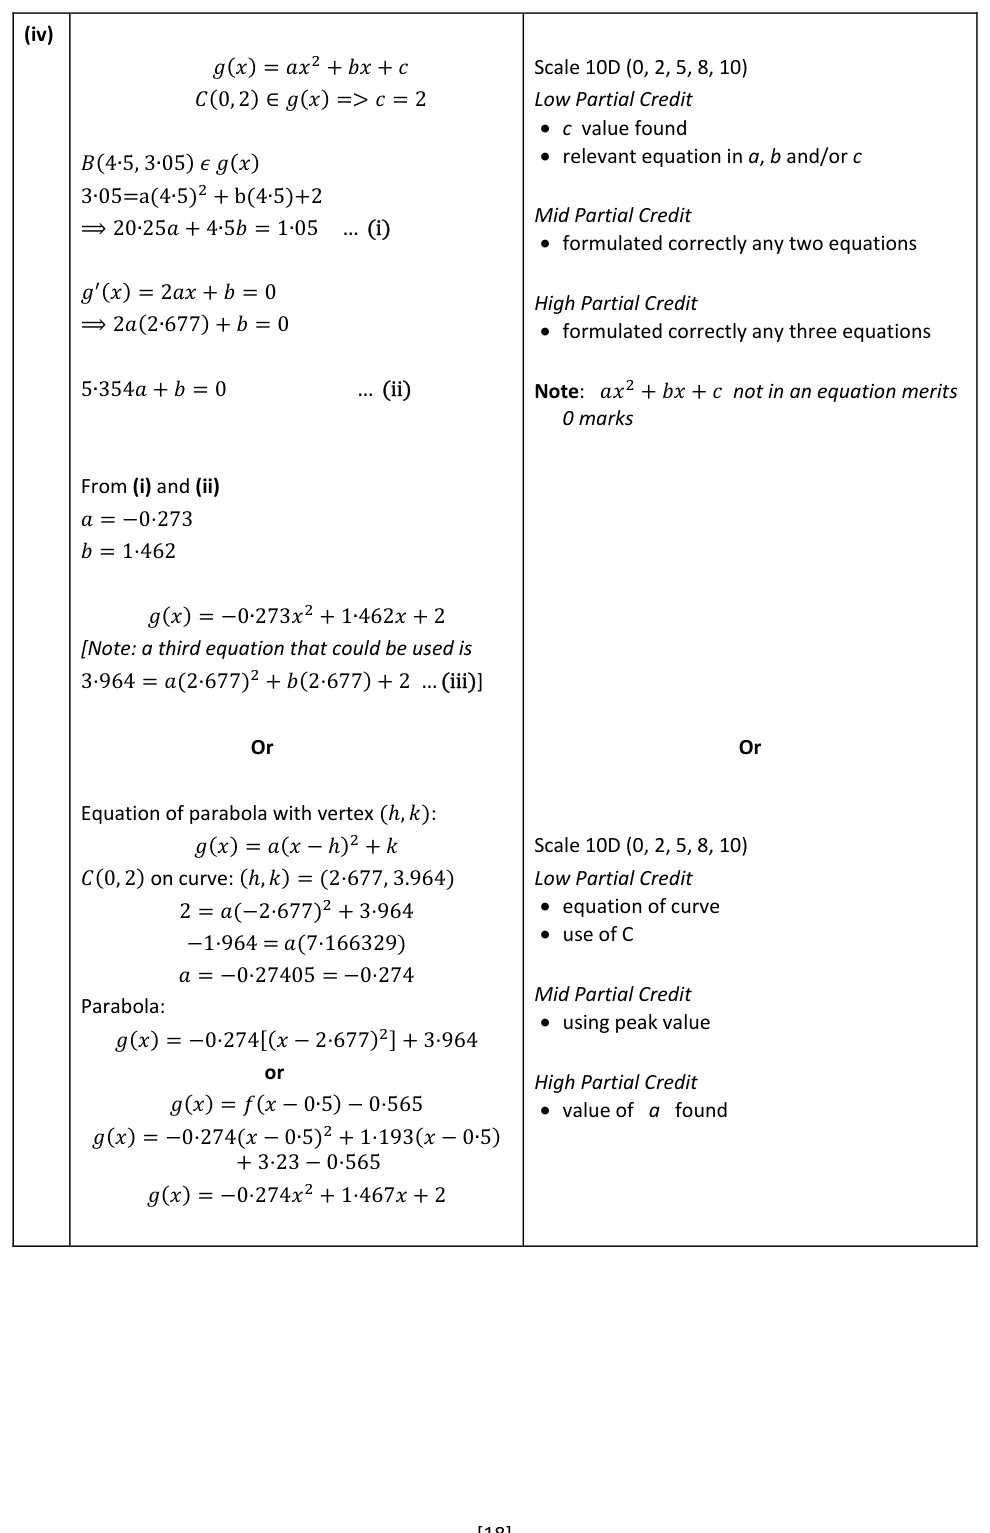 (iv)
g(x) = ax² + bx + c
C(0, 2) ∈ g(x) => c = 2
B(4·5, 3·05) ϵ g(x)
3·05=a(4·5)² + b(4·5)+2
⟹ 20·25a + 4·5b = 1·05 … (i)
g′(x) = 2ax + b = 0
⟹ 2a(2·677) + b = 0
5·354a + b = 0 … (ii)
From (i) and (ii)
a = −0·273
b = 1·462
g(x) = −0·273x² + 1·462x + 2
[Note: a third equation that could be used is
3·964 = a(2·677)² + b(2·677) + 2 … (iii)]
Or
Equation of parabola with vertex (h, k):
g(x) = a(x − h)² + k
C(0, 2) on curve: (h, k) = (2·677, 3.964)
2 = a(−2·677)² + 3·964
−1·964 = a(7·166329)
a = −0·27405 = −0·274
Parabola:
g(x) = −0·274[(x − 2·677)²] + 3·964
or
g(x) = f(x − 0·5) − 0·565
g(x) = −0·274(x − 0·5)² + 1·193(x − 0·5)
+ 3·23 − 0·565
g(x) = −0·274x² + 1·467x + 2
Scale 10D (0, 2, 5, 8, 10)
Low Partial Credit
• c value found
• relevant equation in a, b and/or c
Mid Partial Credit
• formulated correctly any two equations
High Partial Credit
• formulated correctly any three equations
Note: ax² + bx + c not in an equation merits
0 marks
Or
Scale 10D (0, 2, 5, 8, 10)
Low Partial Credit
• equation of curve
• use of C
Mid Partial Credit
• using peak value
High Partial Credit
• value of a found
[18]